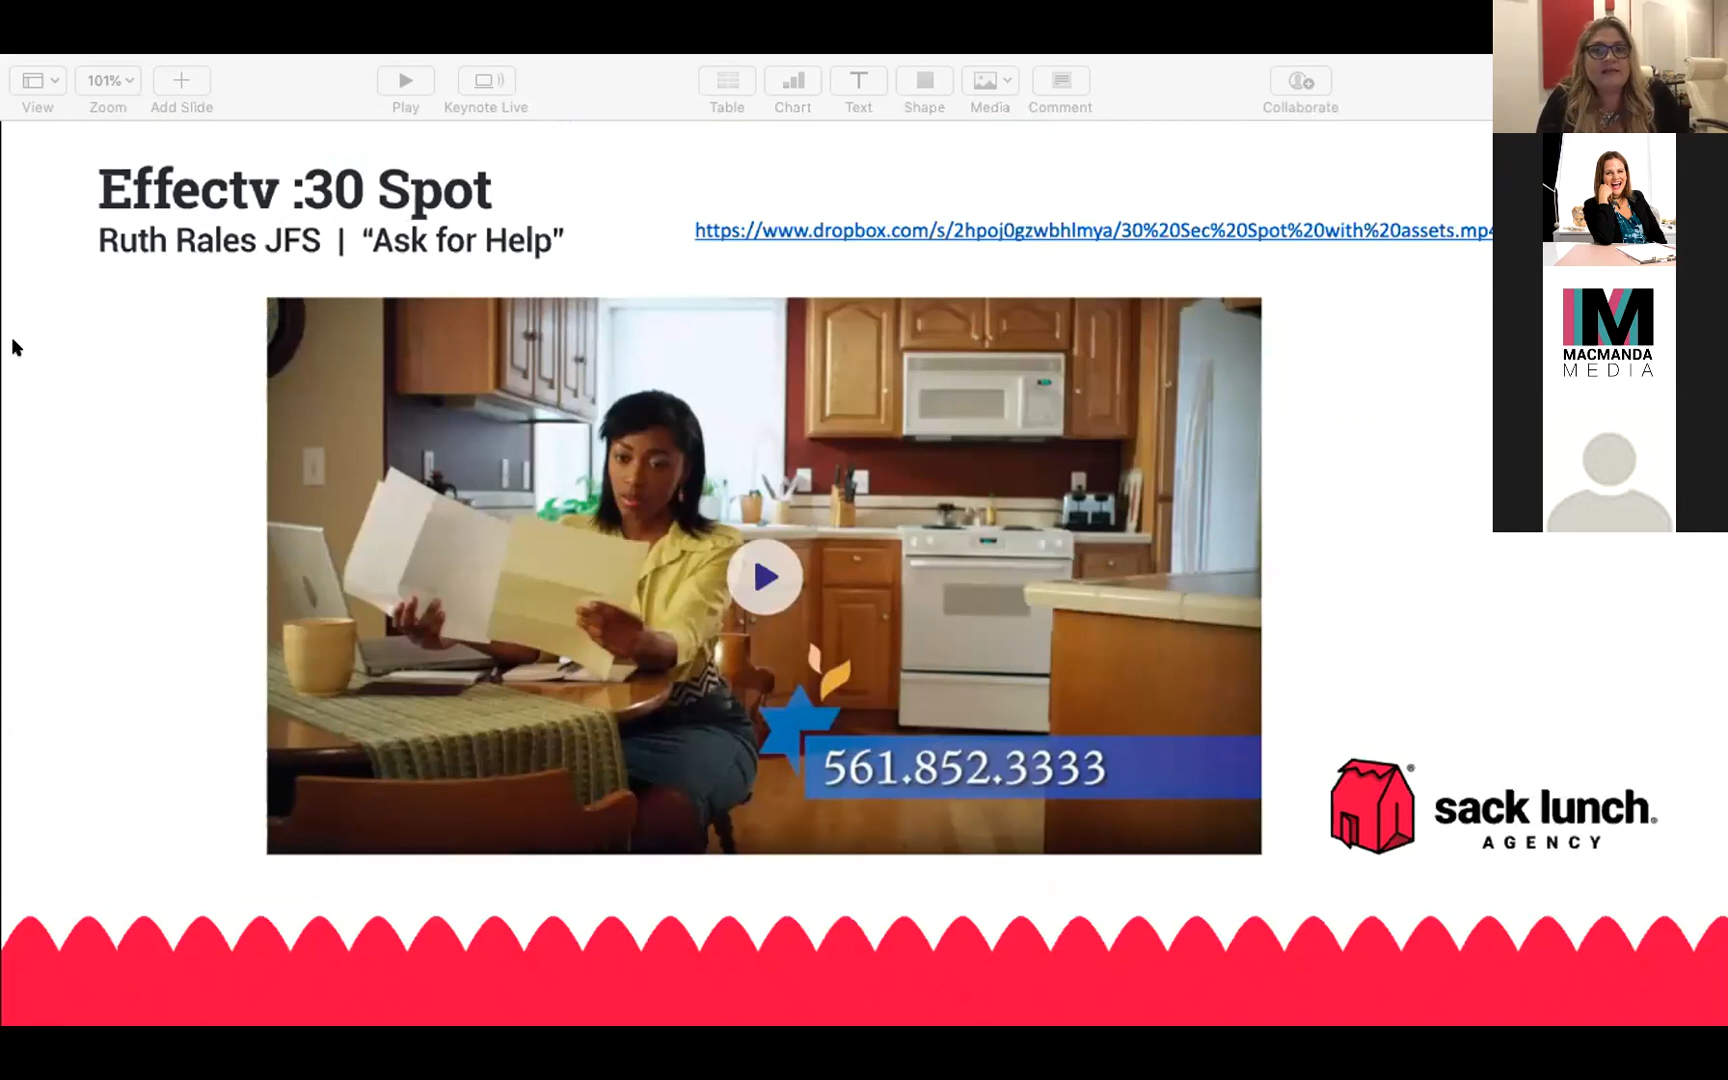 101%
View
Zoom
Add Slide
Play
Keynote Live
Table
Chart
Text
Shape
Media
Comment
Collaborate
Effectv :30 Spot
Ruth Rales JFS | “Ask for Help”
https://www.dropbox.com/s/2hpoj0gzwbhlmya/30%20Sec%20Spot%20with%20assets.mp4
MACMANDA
MEDIA
561.852.3333
sack lunch®
AGENCY